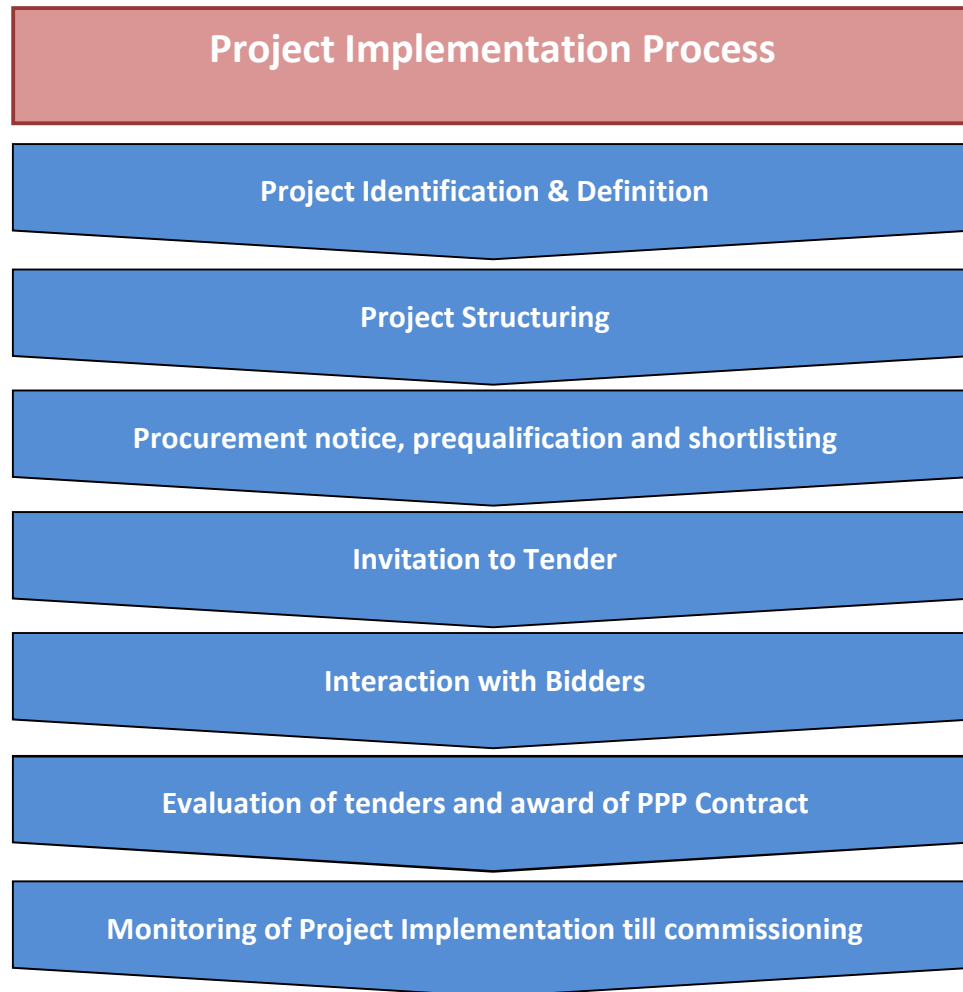 Project Implementation Process
Project Identification & Definition
Project Structuring
Procurement notice, prequalification and shortlisting
Invitation to Tender
Interaction with Bidders
Evaluation of tenders and award of PPP Contract
Monitoring of Project Implementation till commissioning